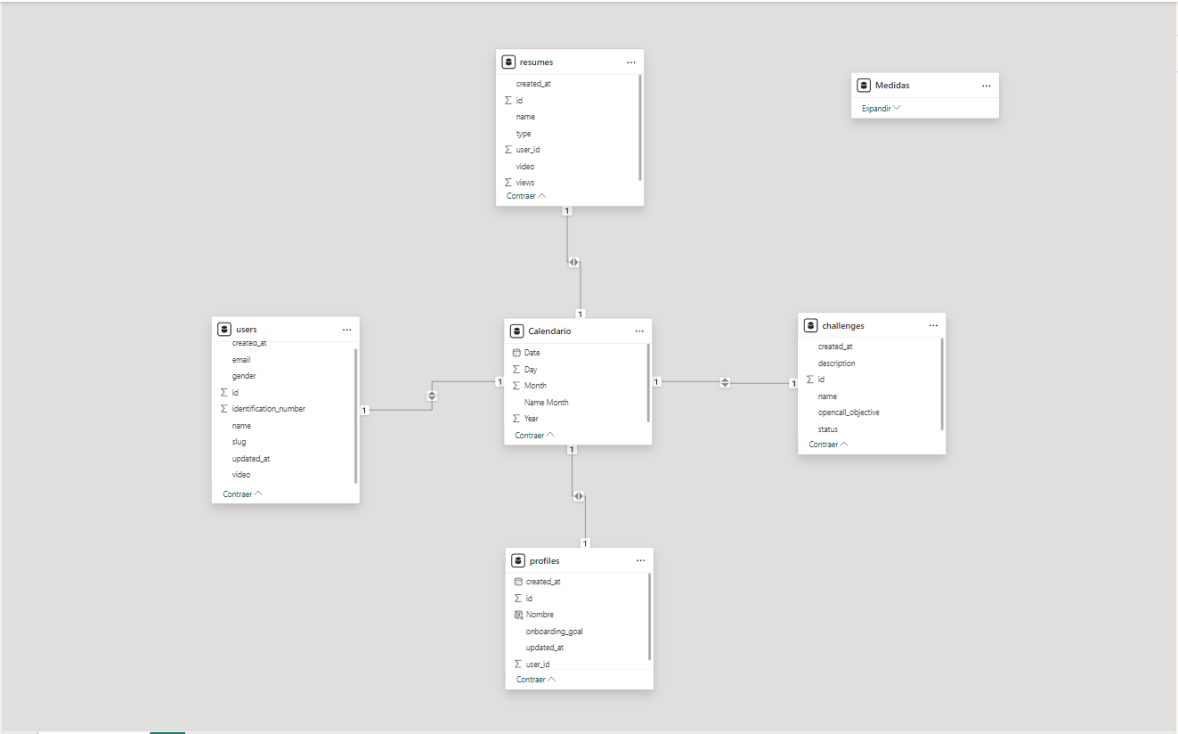 resumes
created_at
id
name
type
user_id
video
views
Contraer
1
Medidas
Expandir
1
users
created_at
email
gender
id
identification_number
name
slug
updated_at
video
Contraer
1
1
Calendario
Date
Day
Month
Name Month
Year
Contraer
1
1
challenges
created_at
description
id
name
opencall_objective
status
Contraer
1
1
profiles
created_at
id
Nombre
onboarding_goal
updated_at
user_id
Contraer